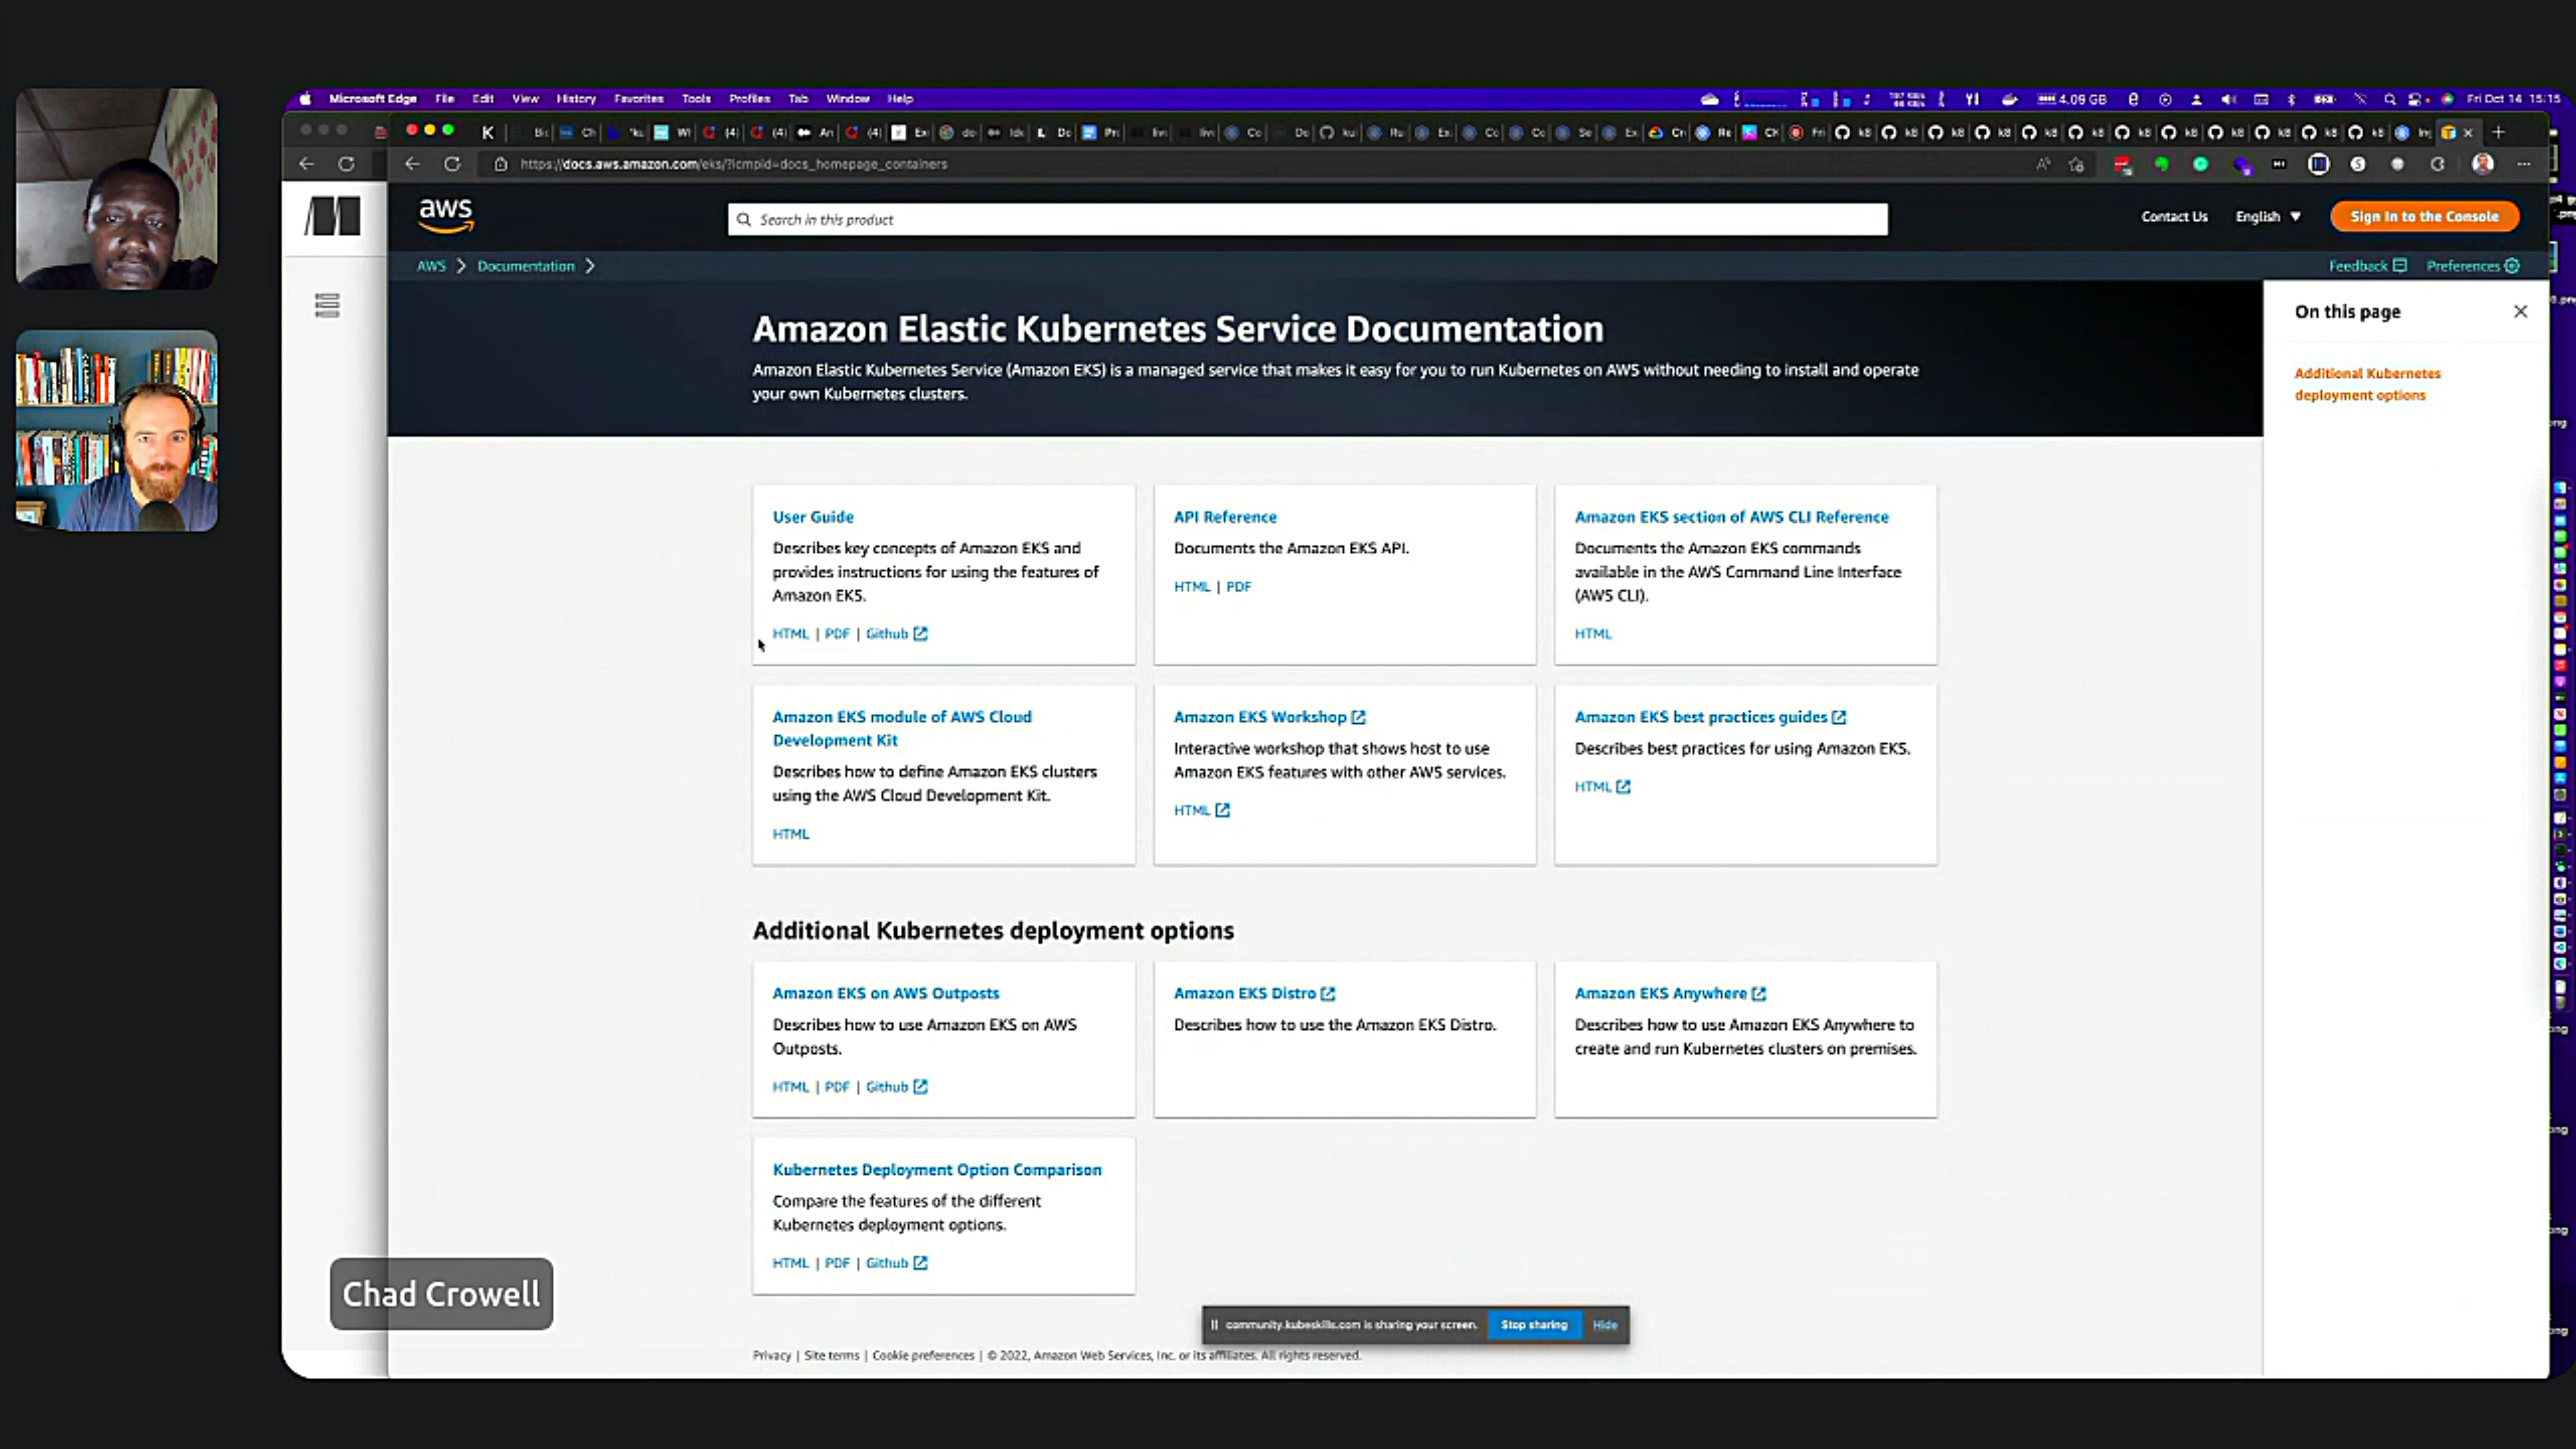 Microsoft Edge File Edit View History Favorites Tools Profiles Tab Window Help
4.09 GB
Fri Oct 14 15:15
https://docs.aws.amazon.com/eks/?icmpid=docs_homepage_containers
aws
Search in this product
Contact Us
English
Sign In to the Console
AWS
Documentation
Feedback
Preferences
Amazon Elastic Kubernetes Service Documentation
Amazon Elastic Kubernetes Service (Amazon EKS) is a managed service that makes it easy for you to run Kubernetes on AWS without needing to install and operate
your own Kubernetes clusters.
On this page
Additional Kubernetes
deployment options
User Guide
Describes key concepts of Amazon EKS and
provides instructions for using the features of
Amazon EKS.
HTML | PDF | Github
API Reference
Documents the Amazon EKS API.
HTML | PDF
Amazon EKS section of AWS CLI Reference
Documents the Amazon EKS commands
available in the AWS Command Line Interface
(AWS CLI).
HTML
Amazon EKS module of AWS Cloud
Development Kit
Describes how to define Amazon EKS clusters
using the AWS Cloud Development Kit.
HTML
Amazon EKS Workshop
Interactive workshop that shows host to use
Amazon EKS features with other AWS services.
HTML
Amazon EKS best practices guides
Describes best practices for using Amazon EKS.
HTML
Additional Kubernetes deployment options
Amazon EKS on AWS Outposts
Describes how to use Amazon EKS on AWS
Outposts.
HTML | PDF | Github
Amazon EKS Distro
Describes how to use the Amazon EKS Distro.
Amazon EKS Anywhere
Describes how to use Amazon EKS Anywhere to
create and run Kubernetes clusters on premises.
Kubernetes Deployment Option Comparison
Compare the features of the different
Kubernetes deployment options.
HTML | PDF | Github
Chad Crowell
community.kubeskills.com is sharing your screen.
Stop sharing
Hide
Privacy | Site terms | Cookie preferences | © 2022, Amazon Web Services, Inc. or its affiliates. All rights reserved.